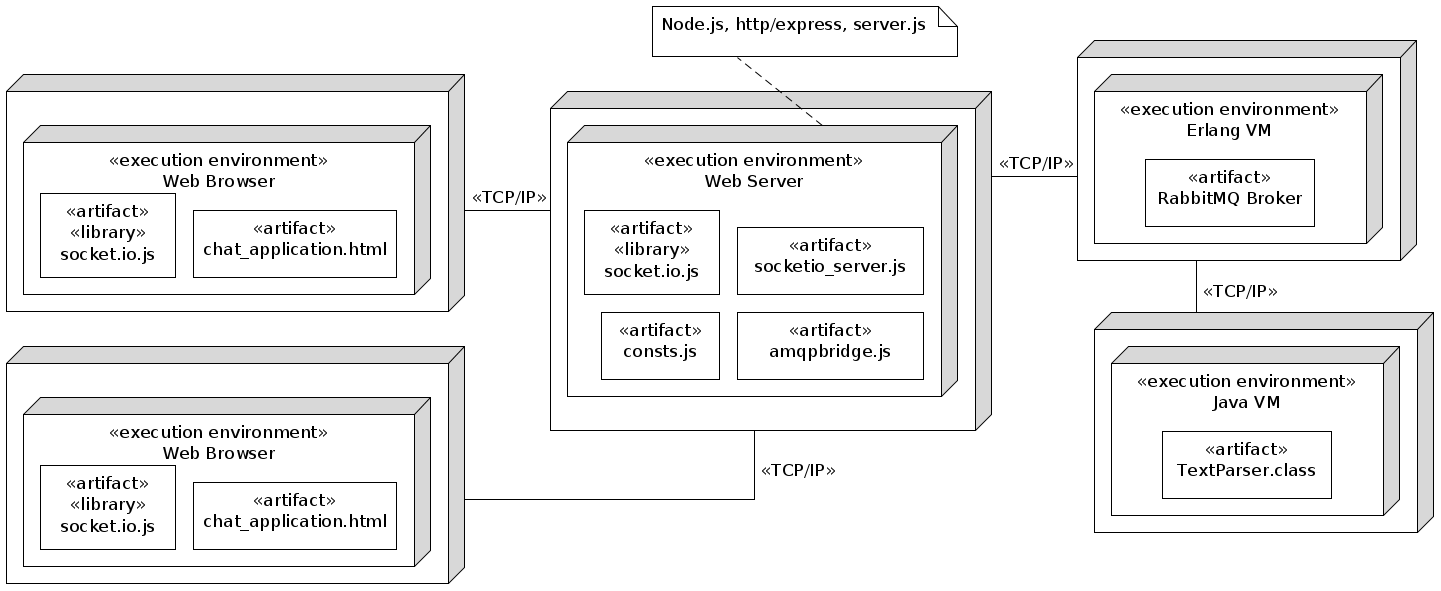 Node.js, http/express, server.js
«execution environment»
Web Browser
«artifact»
«library»
socket.io.js
«artifact»
chat_application.html
«TCP/IP»
«execution environment»
Web Server
«artifact»
«library»
socket.io.js
«artifact»
socketio_server.js
«artifact»
consts.js
«artifact»
amqpbridge.js
«TCP/IP»
«execution environment»
Erlang VM
«artifact»
RabbitMQ Broker
«TCP/IP»
«execution environment»
Java VM
«artifact»
TextParser.class
«execution environment»
Web Browser
«artifact»
«library»
socket.io.js
«artifact»
chat_application.html
«TCP/IP»